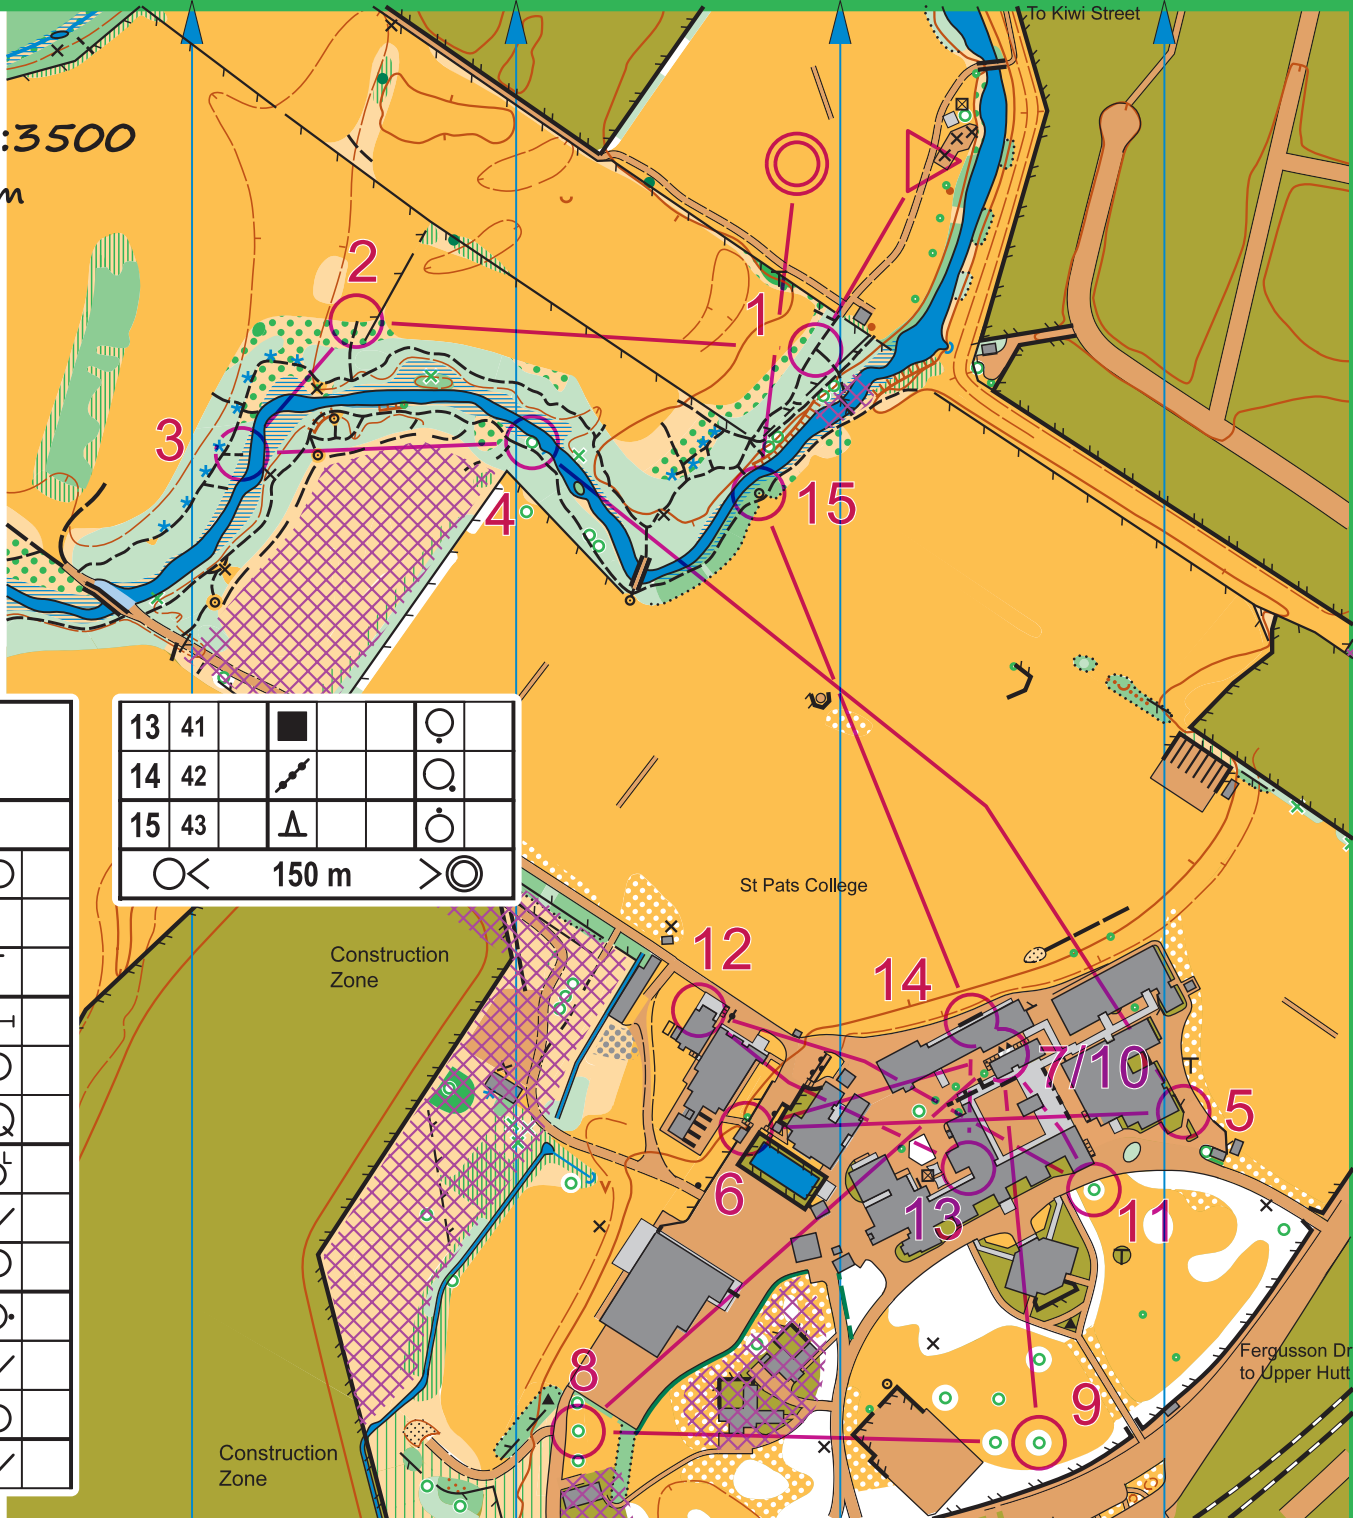 To Kiwi Street
:3500
m
2
1
3
4
15
13 41
14 42
15 43
150 m
St Pats College
12
Construction
Zone
14
7/10
5
6
13
11
Fergusson Dr
to Upper Hutt
8
9
Construction
Zone